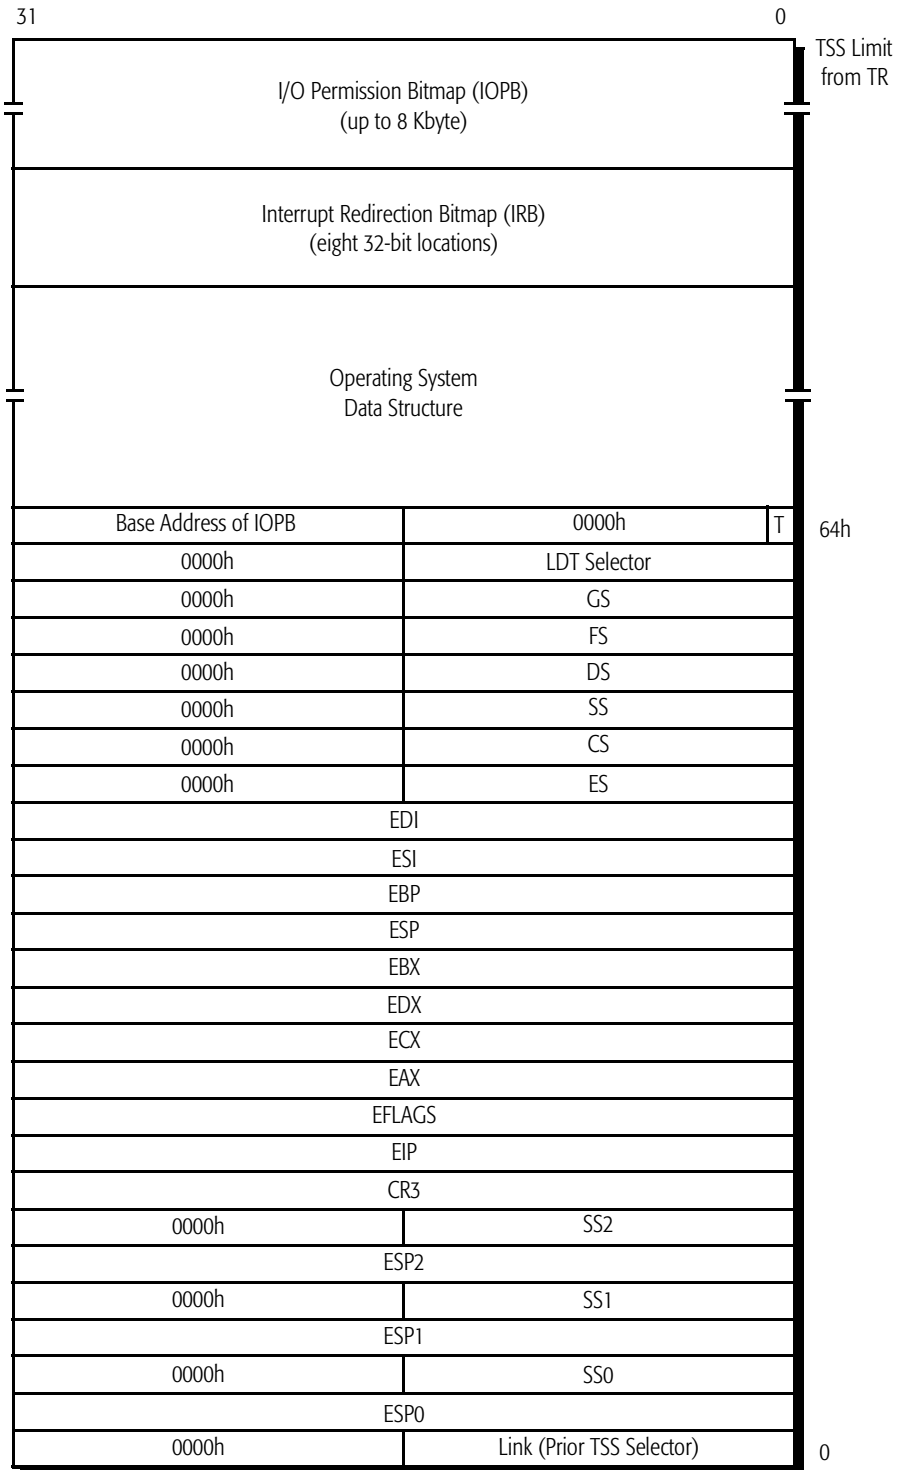 31 0
TSS Limit
from TR
I/O Permission Bitmap (IOPB)
(up to 8 Kbyte)
Interrupt Redirection Bitmap (IRB)
(eight 32-bit locations)
Operating System
Data Structure
Base Address of IOPB 0000h T 64h
0000h LDT Selector
0000h GS
0000h FS
0000h DS
0000h SS
0000h CS
0000h ES
EDI
ESI
EBP
ESP
EBX
EDX
ECX
EAX
EFLAGS
EIP
CR3
0000h SS2
ESP2
0000h SS1
ESP1
0000h SS0
ESP0
0000h Link (Prior TSS Selector) 0